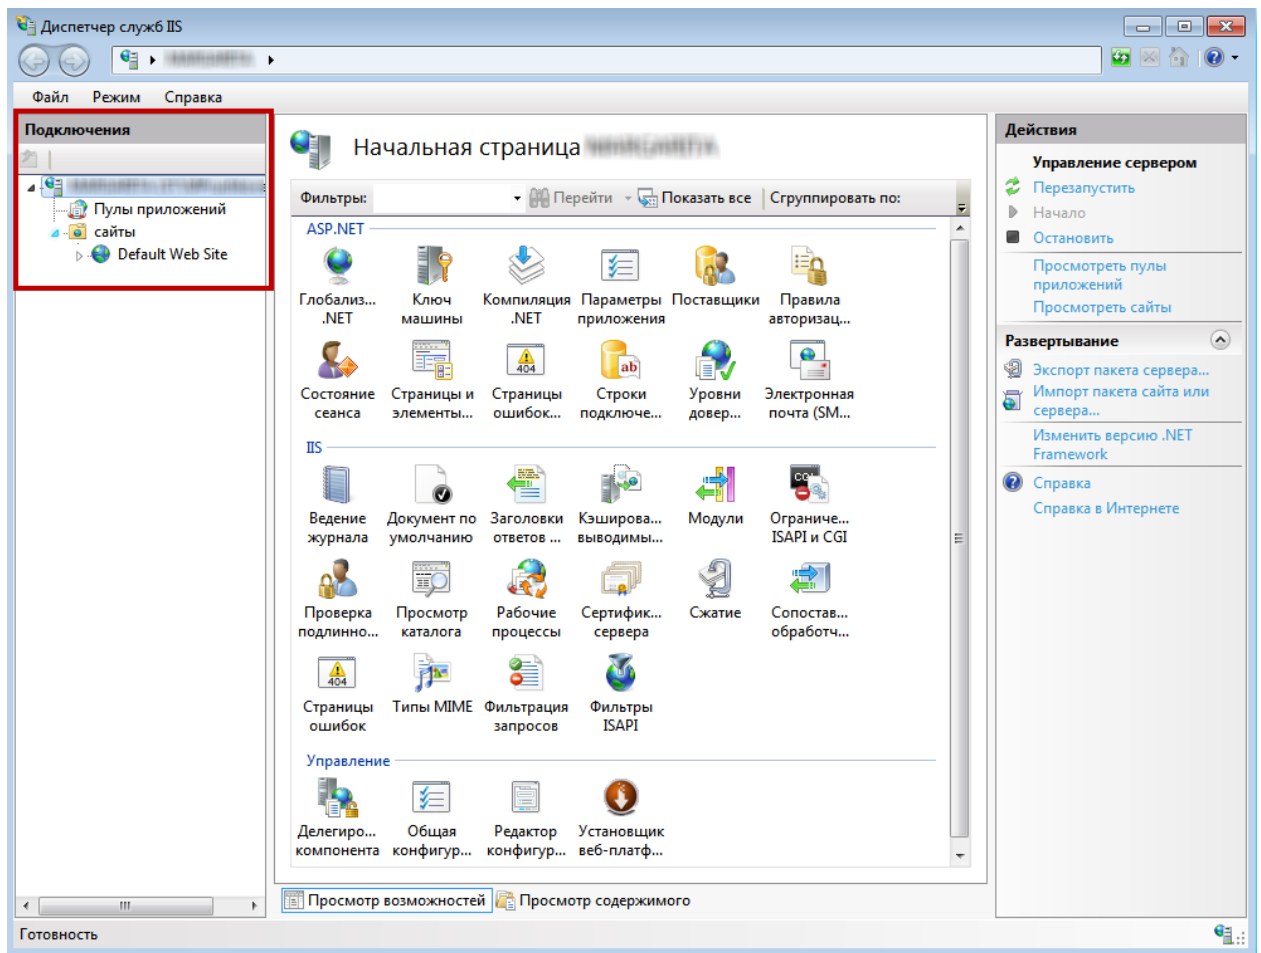 Диспетчер служб IIS
Файл Режим Справка
Подключения
Пулы приложений
сайты
Default Web Site
Начальная страница
Фильтры: Перейти Показать все Сгруппировать по:
ASP.NET
Глобализ... .NET
Ключ машины
Компиляция .NET
Параметры приложения
Поставщики
Правила авторизац...
Состояние сеанса
Страницы и элементы...
Страницы ошибок...
Строки подключе...
Уровни довер...
Электронная почта (SM...
IIS
Ведение журнала
Документ по умолчанию
Заголовки ответов ...
Кэширова... выводимы...
Модули
Ограниче... ISAPI и CGI
Проверка подлинно...
Просмотр каталога
Рабочие процессы
Сертифик... сервера
Сжатие
Сопостав... обработч...
Страницы ошибок
Типы MIME
Фильтрация запросов
Фильтры ISAPI
Управление
Делегиро... компонента
Общая конфигур...
Редактор конфигур...
Установщик веб-платф...
Просмотр возможностей Просмотр содержимого
Действия
Управление сервером
Перезапустить
Начало
Остановить
Просмотреть пулы
приложений
Просмотреть сайты
Развертывание
Экспорт пакета сервера...
Импорт пакета сайта или
сервера...
Изменить версию .NET
Framework
Справка
Справка в Интернете
Готовность